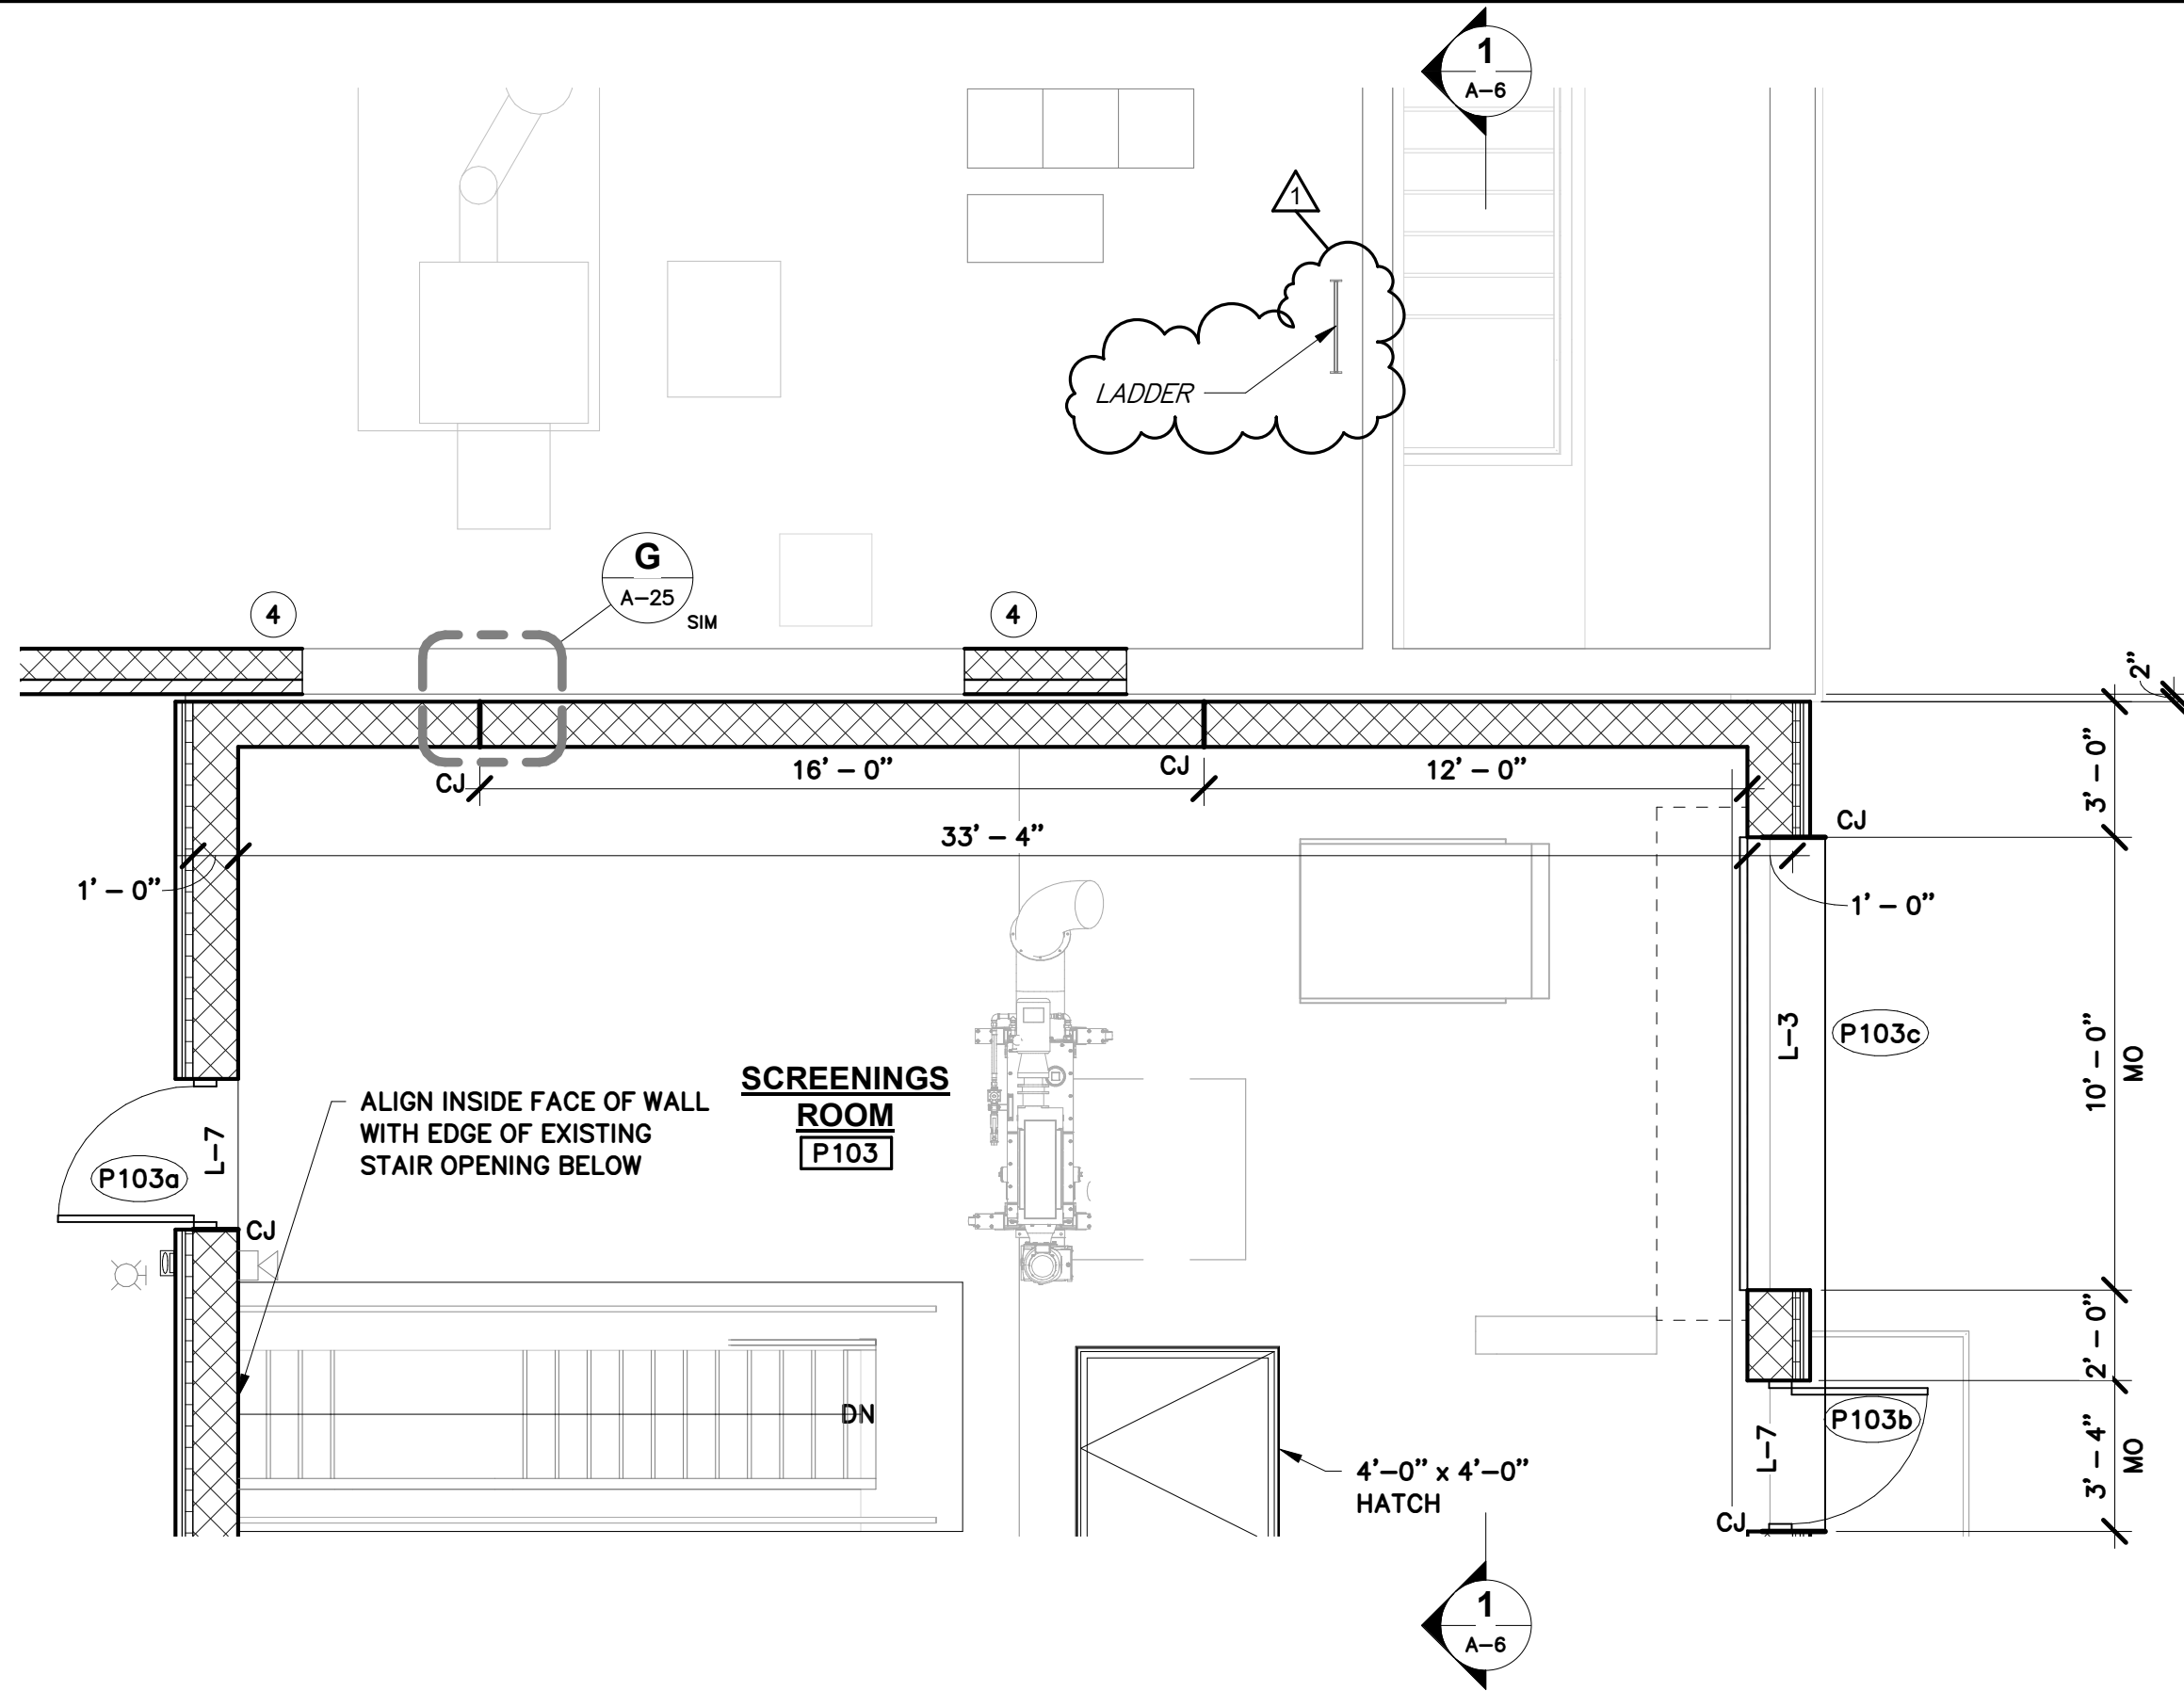 1
A-6
1
LADDER
G
A-25
SIM
4
4
2"
CJ
16' - 0"
CJ
12' - 0"
3' - 0"
33' - 4"
CJ
1' - 0"
1' - 0"
L-3
P103c
10' - 0"
MO
SCREENINGS
ROOM
P103
ALIGN INSIDE FACE OF WALL
WITH EDGE OF EXISTING
STAIR OPENING BELOW
L-7
P103a
CJ
2' - 0"
DN
P103b
L-7
3' - 4"
MO
4'-0" x 4'-0"
HATCH
CJ
1
A-6